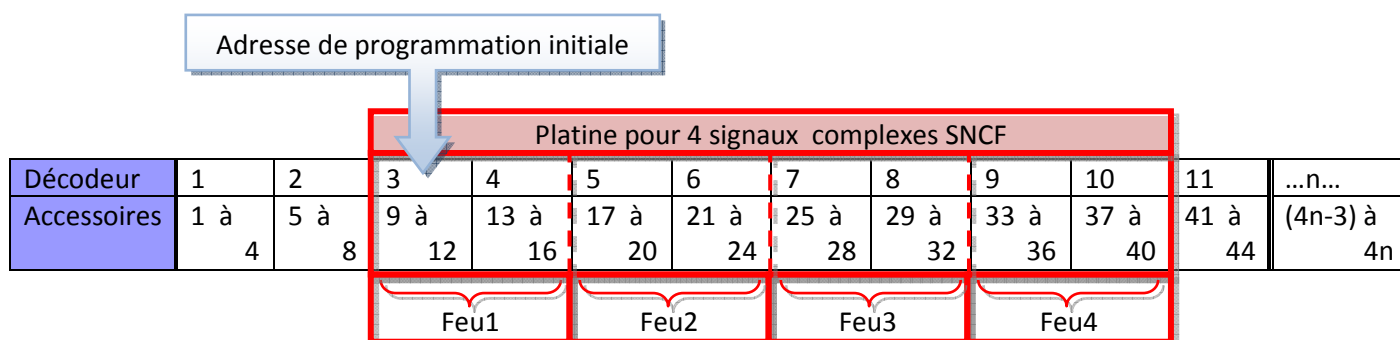 Adresse de programmation initiale
Platine pour 4 signaux complexes SNCF
Décodeur 1 2 3 4 5 6 7 8 9 10 11 …n…
Accessoires 1 à 5 à 9 à 13 à 17 à 21 à 25 à 29 à 33 à 37 à 41 à (4n-3) à
4 8 12 16 20 24 28 32 36 40 44 4n
Feu1 Feu2 Feu3 Feu4